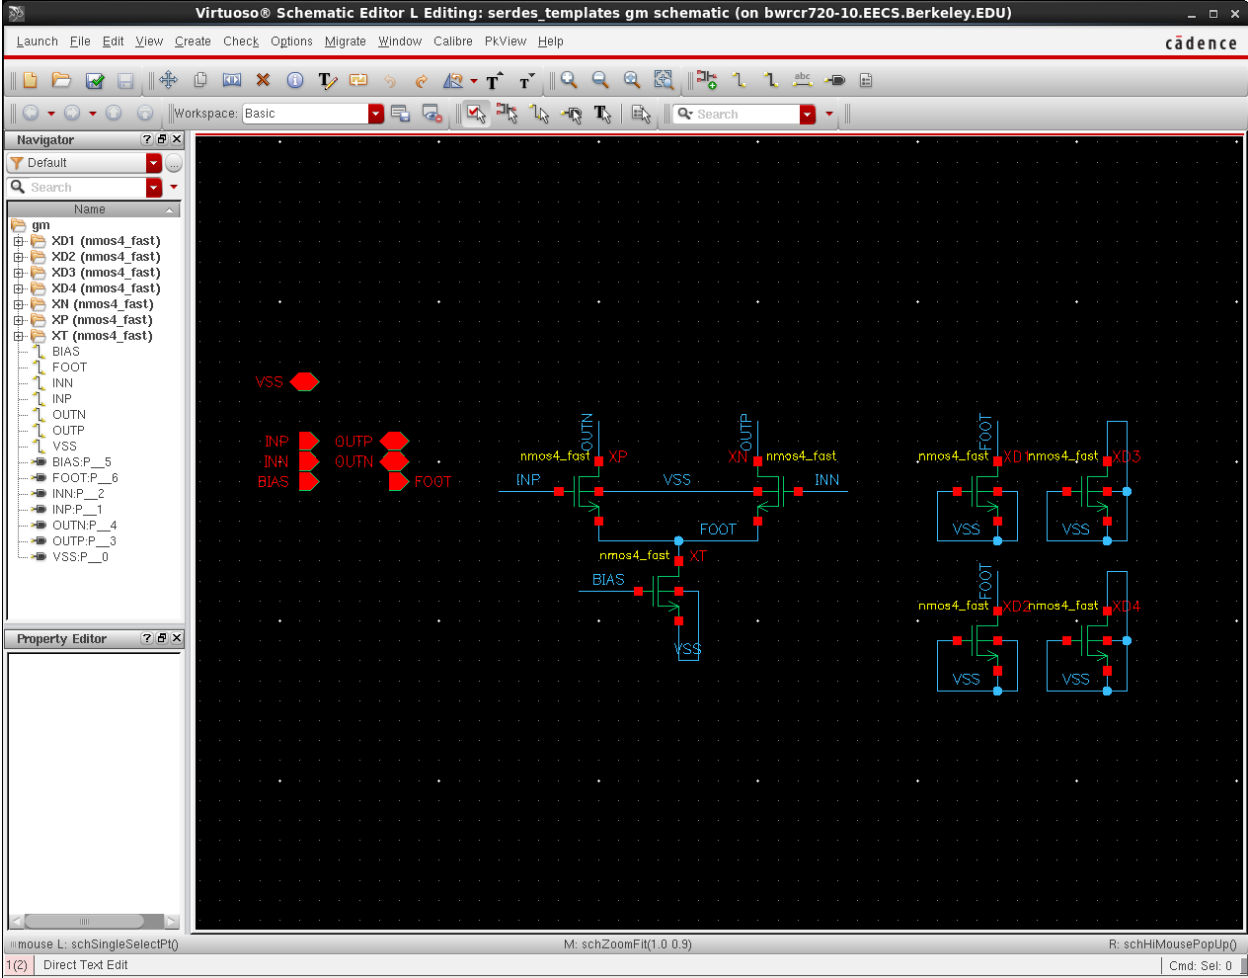 Virtuoso® Schematic Editor L Editing: serdes_templates gm schematic (on bwrcr720-10.EECS.Berkeley.EDU)
Launch File Edit View Create Check Options Migrate Window Calibre PkView Help
cādence
abc
Workspace: Basic
Search
Navigator
Default
Search
Name
gm
XD1 (nmos4_fast)
XD2 (nmos4_fast)
XD3 (nmos4_fast)
XD4 (nmos4_fast)
XN (nmos4_fast)
XP (nmos4_fast)
XT (nmos4_fast)
BIAS
FOOT
INN
INP
OUTN
OUTP
VSS
BIAS:P__5
FOOT:P__6
INN:P__2
INP:P__1
OUTN:P__4
OUTP:P__3
VSS:P__0
Property Editor
VSS
INP OUTP
INN OUTN
BIAS FOOT
OUTN OUTP
nmos4_fast XP XN nmos4_fast
INP VSS INN
FOOT
nmos4_fast XT
BIAS
VSS
FOOT
nmos4_fast XD1 nmos4_fast XD3
VSS VSS
FOOT
nmos4_fast XD2 nmos4_fast XD4
VSS VSS
mouse L: schSingleSelectPt() M: schZoomFit(1.0 0.9) R: schHiMousePopUp()
1(2) Direct Text Edit Cmd: Sel: 0